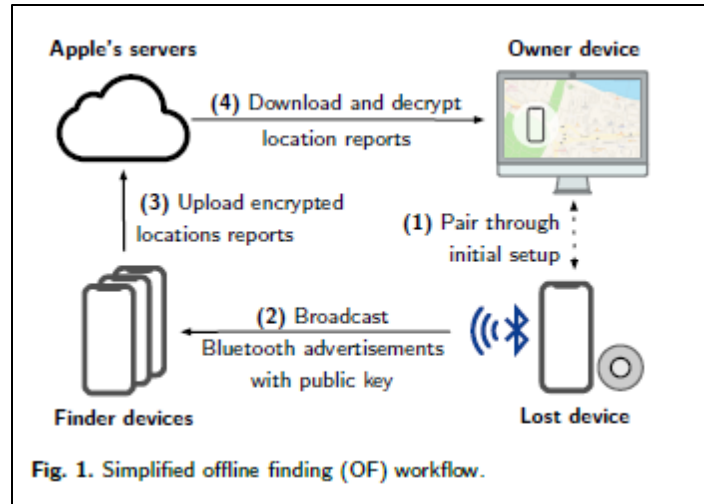 Apple's servers
Owner device
(4) Download and decrypt
location reports
(3) Upload encrypted
locations reports
(1) Pair through
initial setup
(2) Broadcast
Bluetooth advertisements
with public key
Finder devices
Lost device
Fig. 1. Simplified offline finding (OF) workflow.